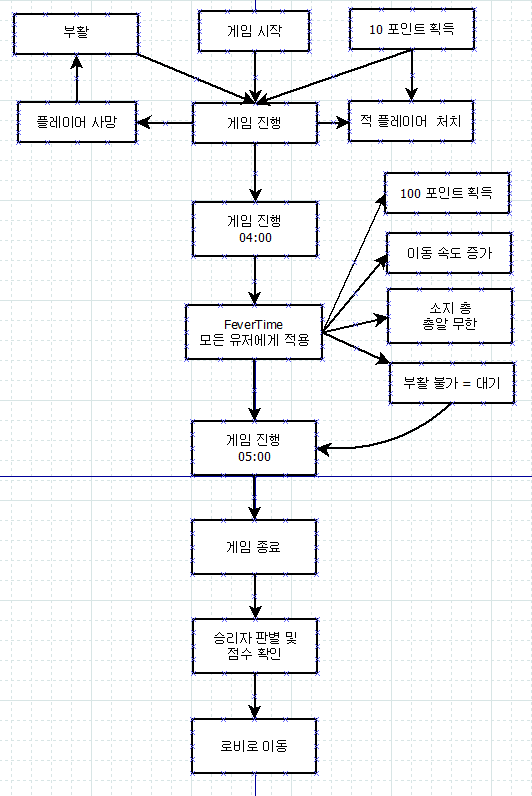 부활
게임 시작
10 포인트 획득
플레이어 사망
게임 진행
적 플레이어 처치
게임 진행
04:00
100 포인트 획득
이동 속도 증가
소지 총
총알 무한
FeverTime
모든 유저에게 적용
부활 불가 = 대기
게임 진행
05:00
게임 종료
승리자 판별 및
점수 확인
로비로 이동